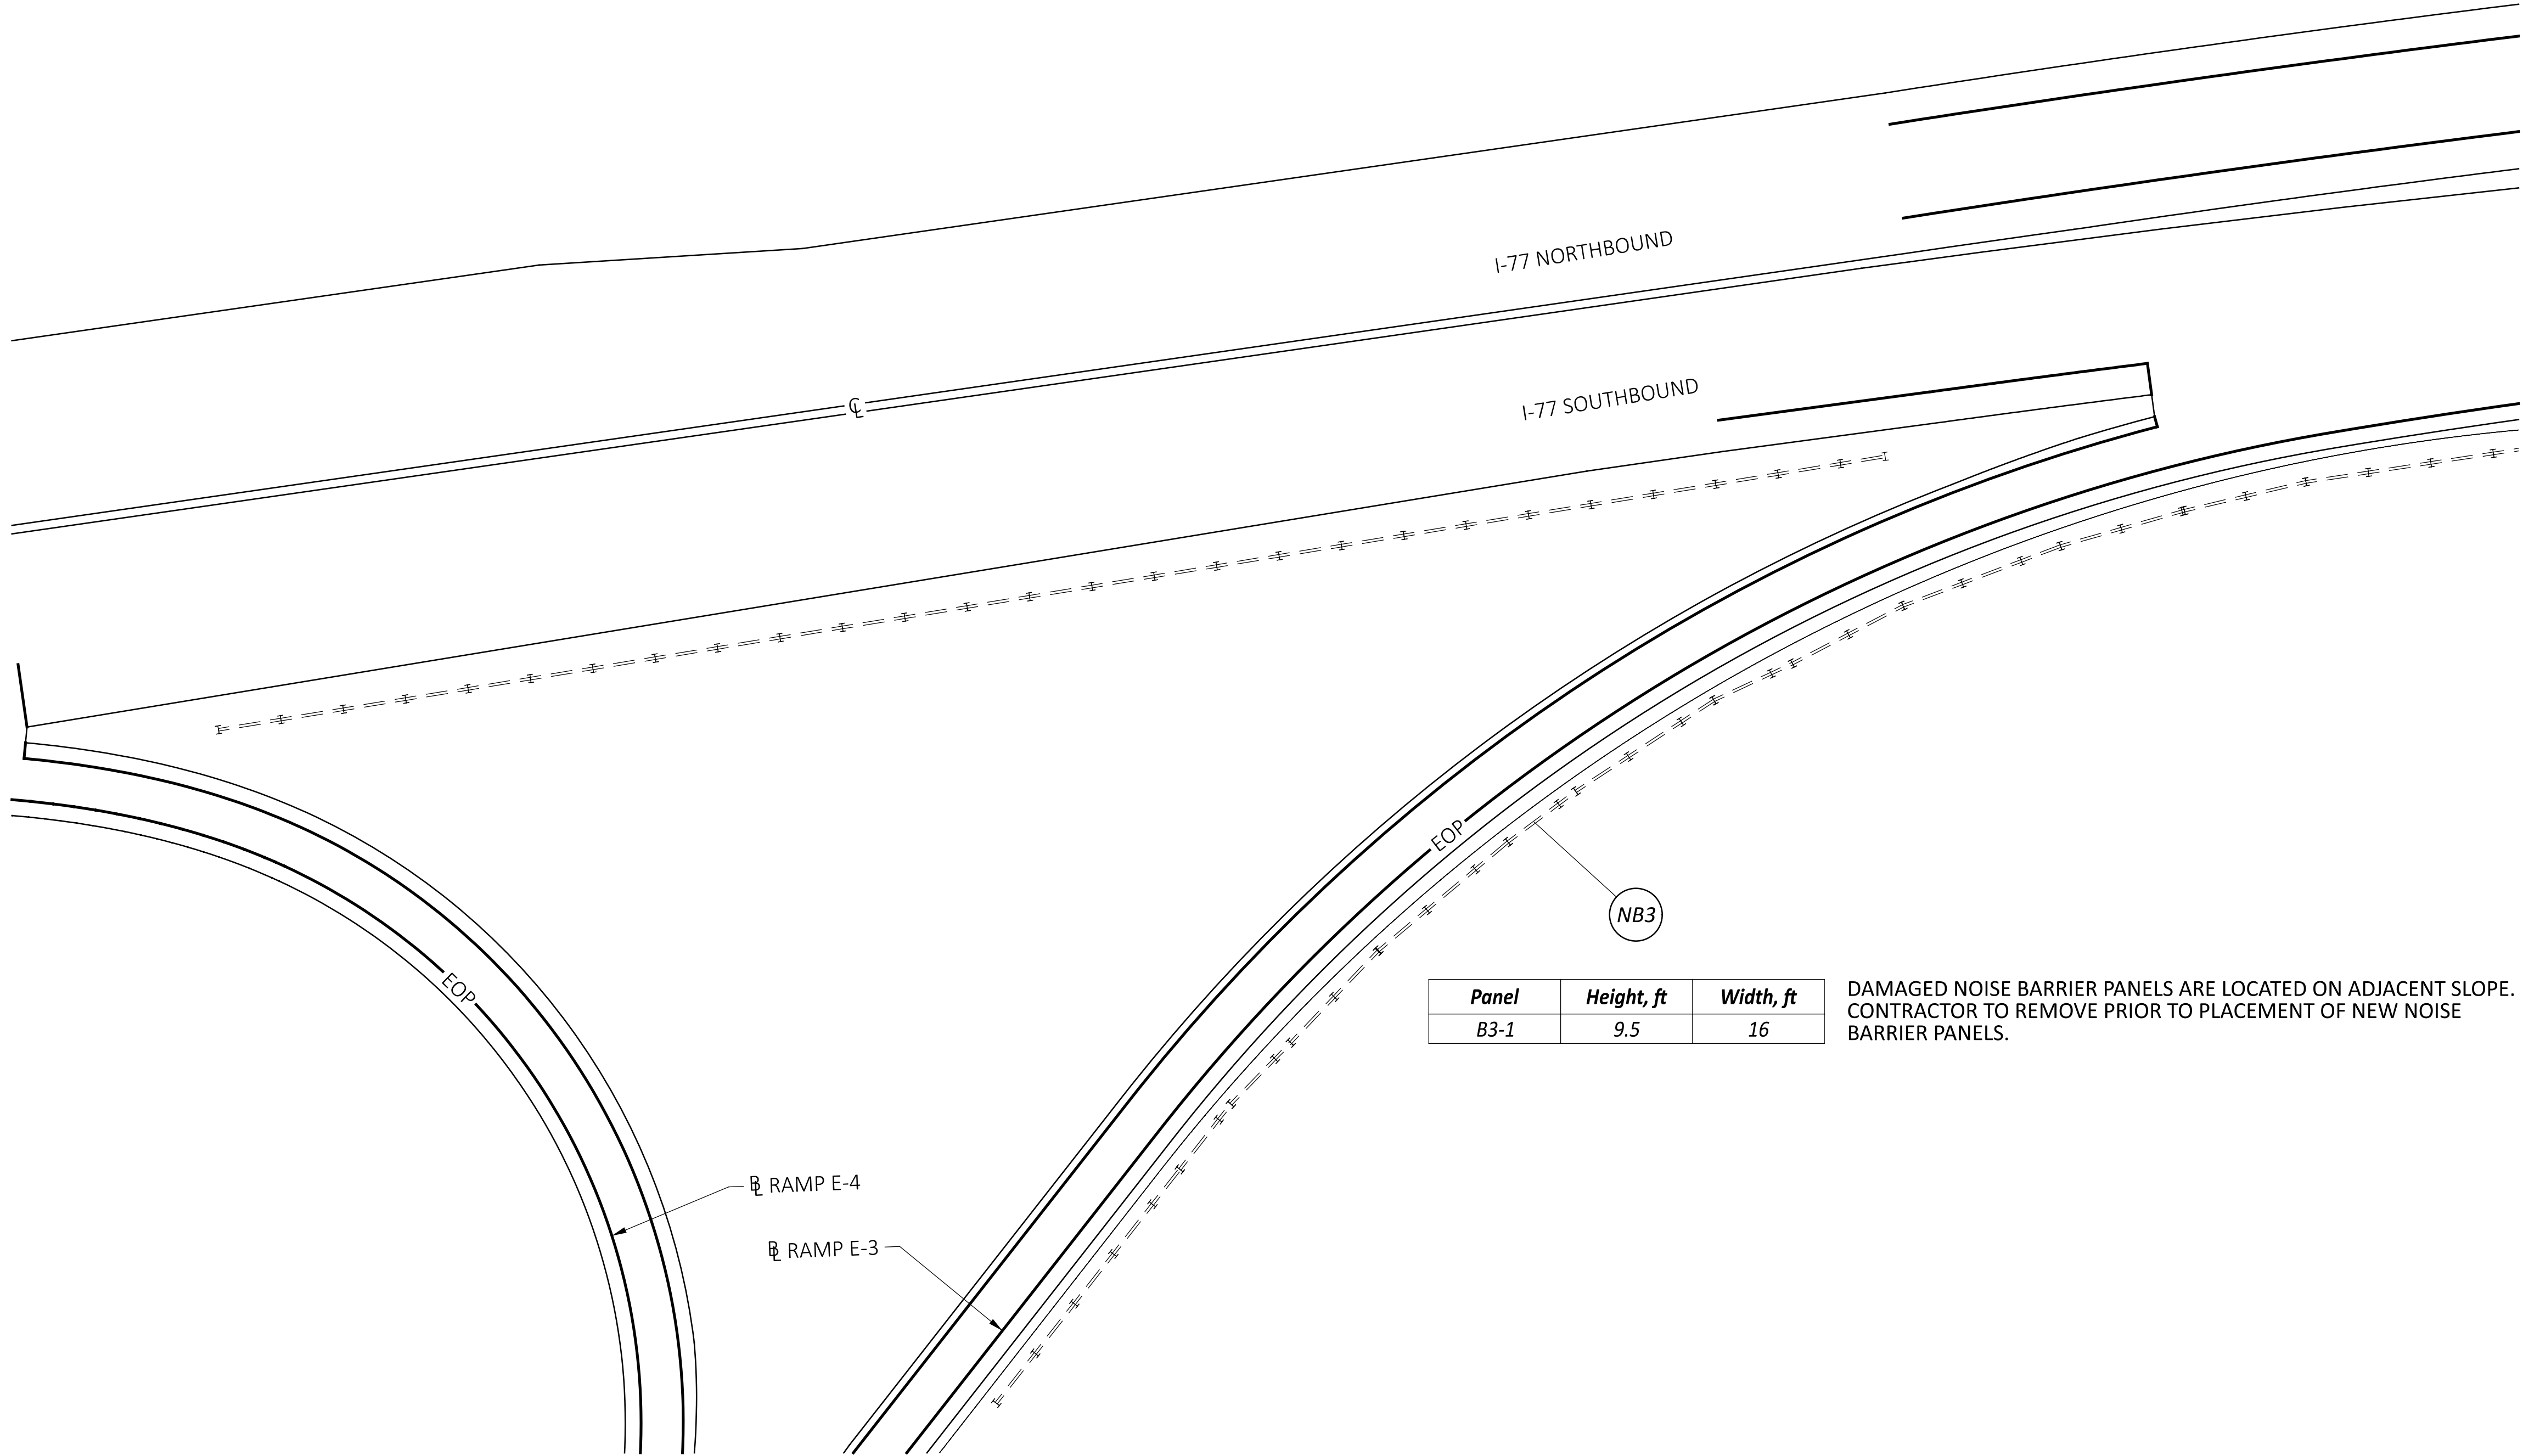 I-77 NORTHBOUND
℄
I-77 SOUTHBOUND
EOP
NB3
EOP
Panel Height, ft Width, ft
B3-1 9.5 16
DAMAGED NOISE BARRIER PANELS ARE LOCATED ON ADJACENT SLOPE.
CONTRACTOR TO REMOVE PRIOR TO PLACEMENT OF NEW NOISE
BARRIER PANELS.
BL RAMP E-4
BL RAMP E-3